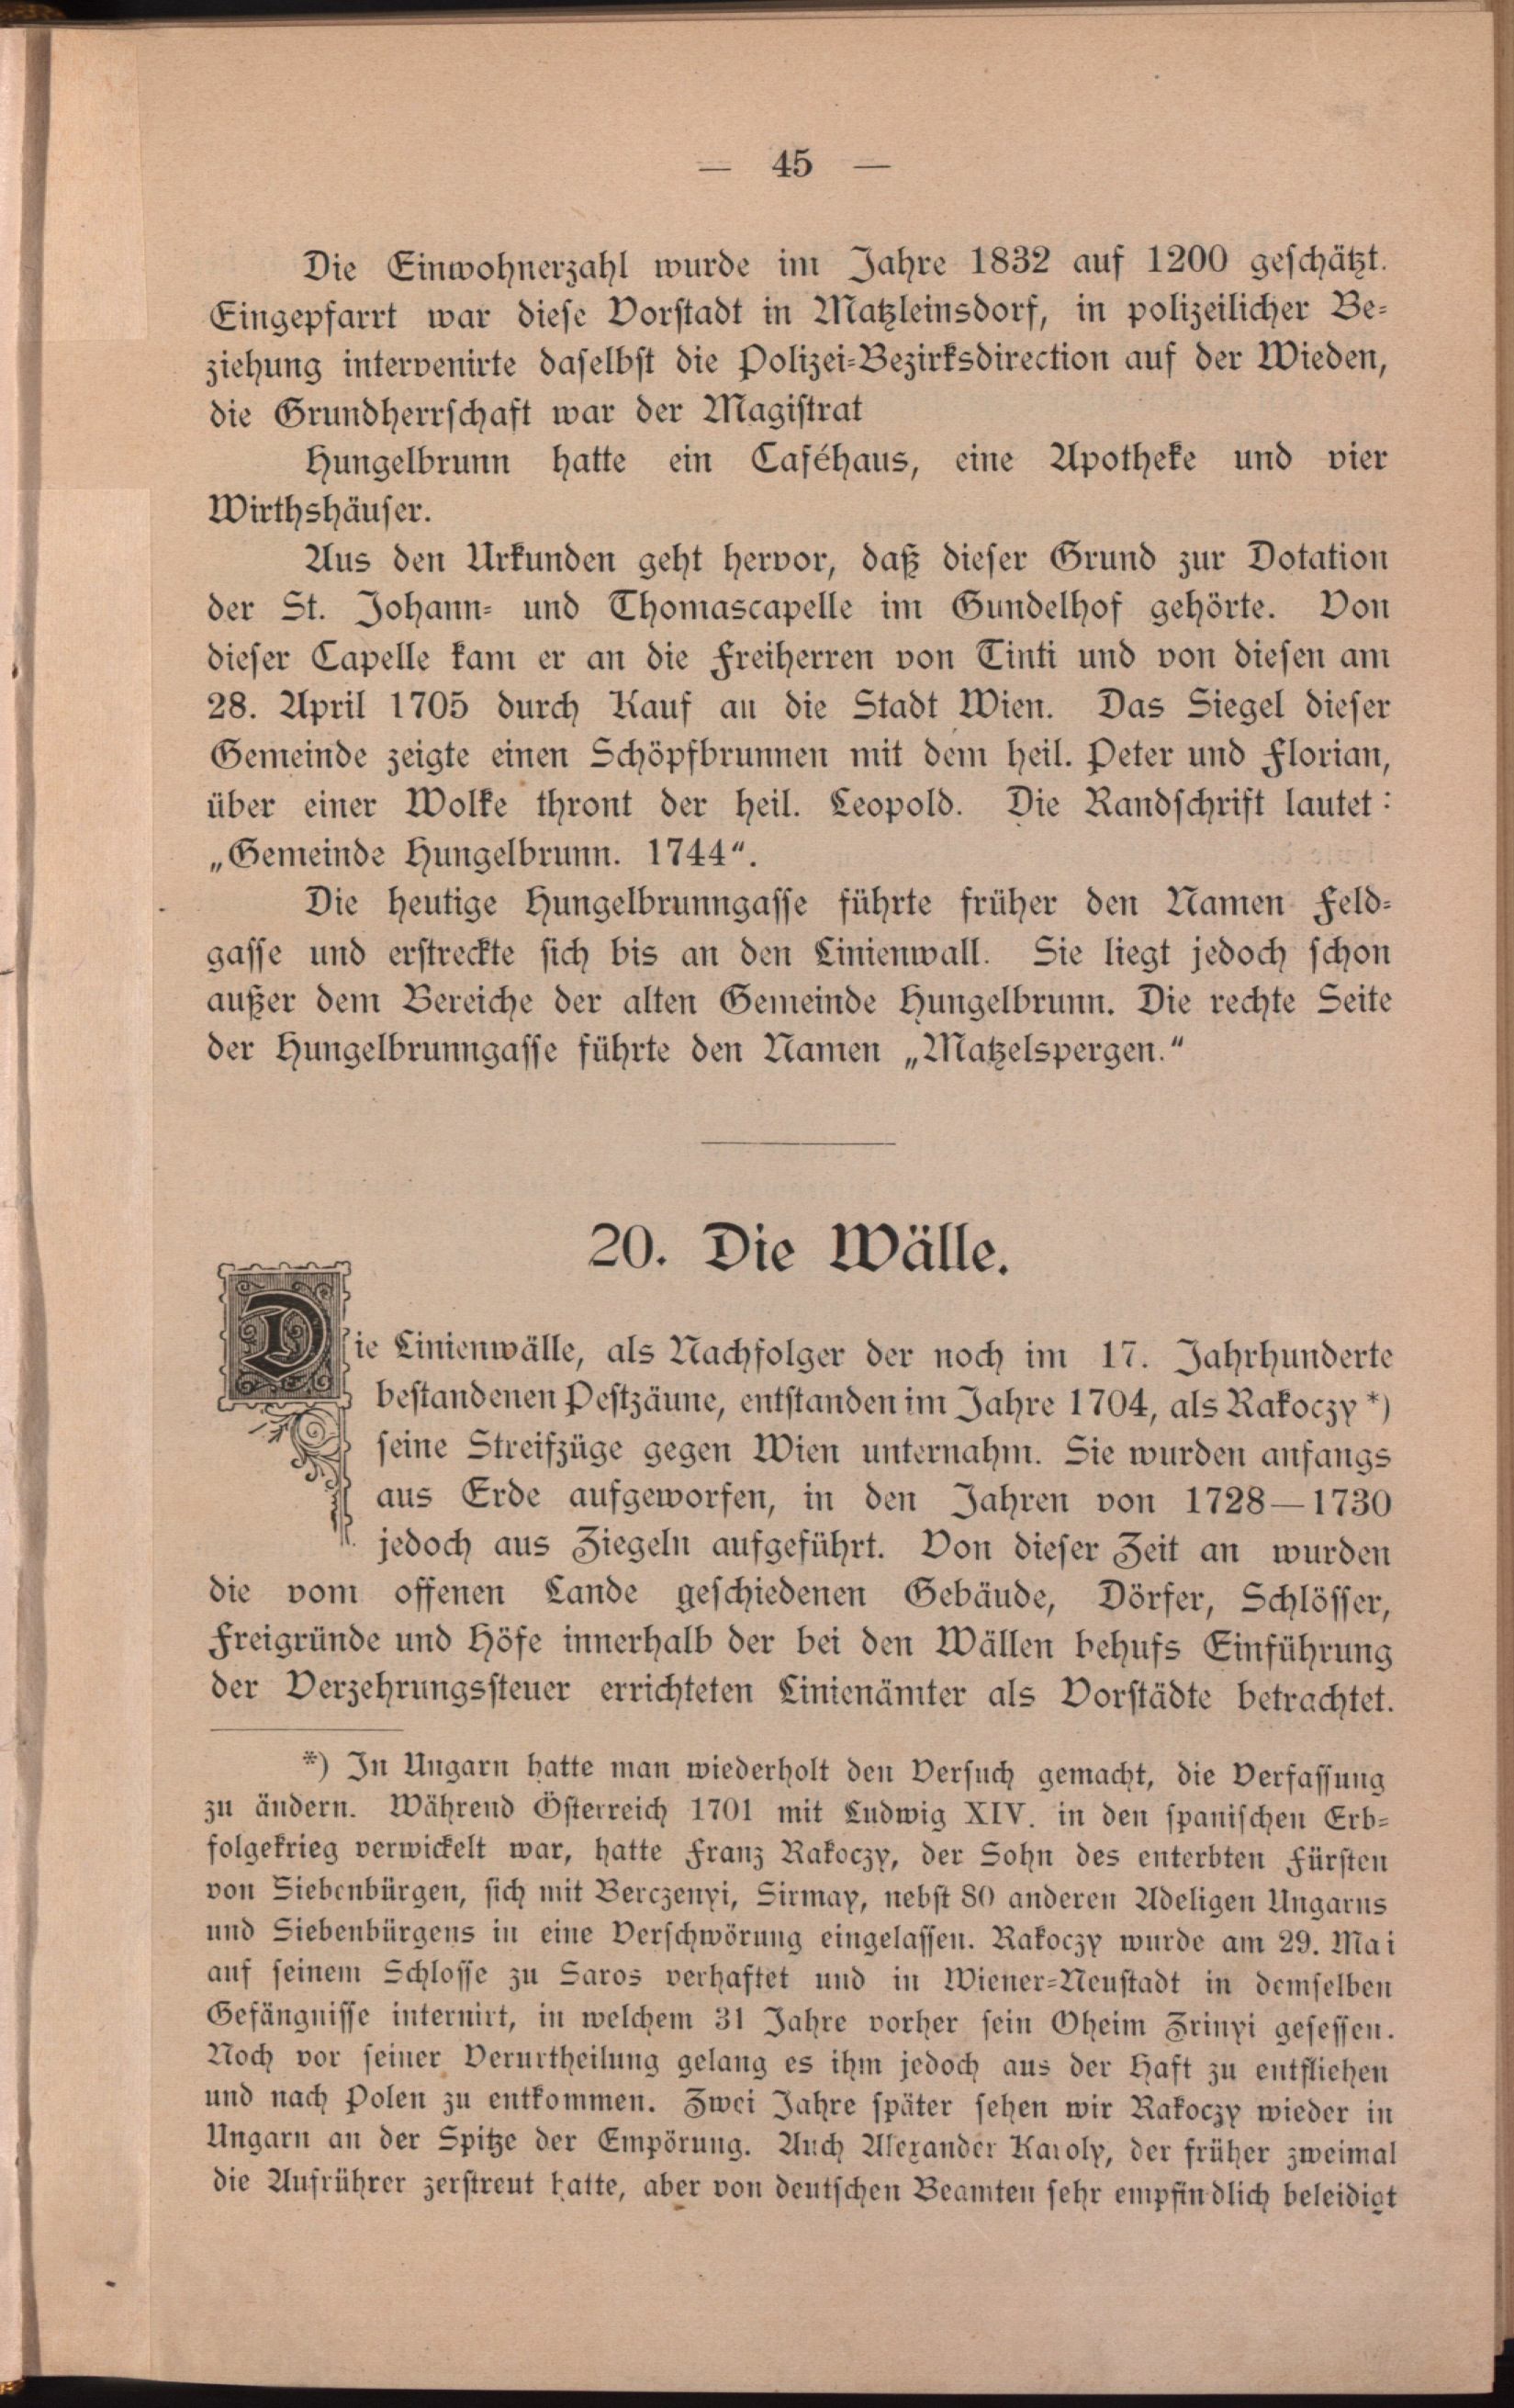 — 45 —
Die Einwohnerzahl wurde im Jahre 1832 auf 1200 geschätzt.
Eingepfarrt war diese Vorstadt in Matzleinsdorf, in polizeilicher Be-
ziehung intervenirte daselbst die Polizei-Bezirksdirection auf der Wieden,
die Grundherrschaft war der Magistrat
Hungelbrunn hatte ein Caféhaus, eine Apotheke und vier
Wirthshäuser.
Aus den Urkunden geht hervor, daß dieser Grund zur Dotation
der St. Johann- und Thomascapelle im Gundelhof gehörte. Von
dieser Capelle kam er an die Freiherren von Tinti und von diesen am
28. April 1705 durch Kauf an die Stadt Wien. Das Siegel dieser
Gemeinde zeigte einen Schöpfbrunnen mit dem heil. Peter und Florian,
über einer Wolke thront der heil. Leopold. Die Randschrift lautet:
„Gemeinde Hungelbrunn. 1744“.
Die heutige Hungelbrunngasse führte früher den Namen Feld-
gasse und erstreckte sich bis an den Linienwall. Sie liegt jedoch schon
außer dem Bereiche der alten Gemeinde Hungelbrunn. Die rechte Seite
der Hungelbrunngasse führte den Namen „Matzelspergen.“
20. Die Wälle.
Die Linienwälle, als Nachfolger der noch im 17. Jahrhunderte
bestandenen Pestzäune, entstanden im Jahre 1704, als Rakoczy *)
seine Streifzüge gegen Wien unternahm. Sie wurden anfangs
aus Erde aufgeworfen, in den Jahren von 1728—1730
jedoch aus Ziegeln aufgeführt. Von dieser Zeit an wurden
die vom offenen Lande geschiedenen Gebäude, Dörfer, Schlösser,
Freigründe und Höfe innerhalb der bei den Wällen behufs Einführung
der Verzehrungssteuer errichteten Linienämter als Vorstädte betrachtet.
*) In Ungarn hatte man wiederholt den Versuch gemacht, die Verfassung
zu ändern. Während Österreich 1701 mit Ludwig XIV. in den spanischen Erb-
folgekrieg verwickelt war, hatte Franz Rakoczy, der Sohn des enterbten Fürsten
von Siebenbürgen, sich mit Berczenyi, Sirmay, nebst 80 anderen Adeligen Ungarns
und Siebenbürgens in eine Verschwörung eingelassen. Rakoczy wurde am 29. Mai
auf seinem Schlosse zu Saros verhaftet und in Wiener-Neustadt in demselben
Gefängnisse internirt, in welchem 31 Jahre vorher sein Oheim Zrinyi gesessen.
Noch vor seiner Verurtheilung gelang es ihm jedoch aus der Haft zu entfliehen
und nach Polen zu entkommen. Zwei Jahre später sehen wir Rakoczy wieder in
Ungarn an der Spitze der Empörung. Auch Alexander Karoly, der früher zweimal
die Aufrührer zerstreut hatte, aber von deutschen Beamten sehr empfindlich beleidigt